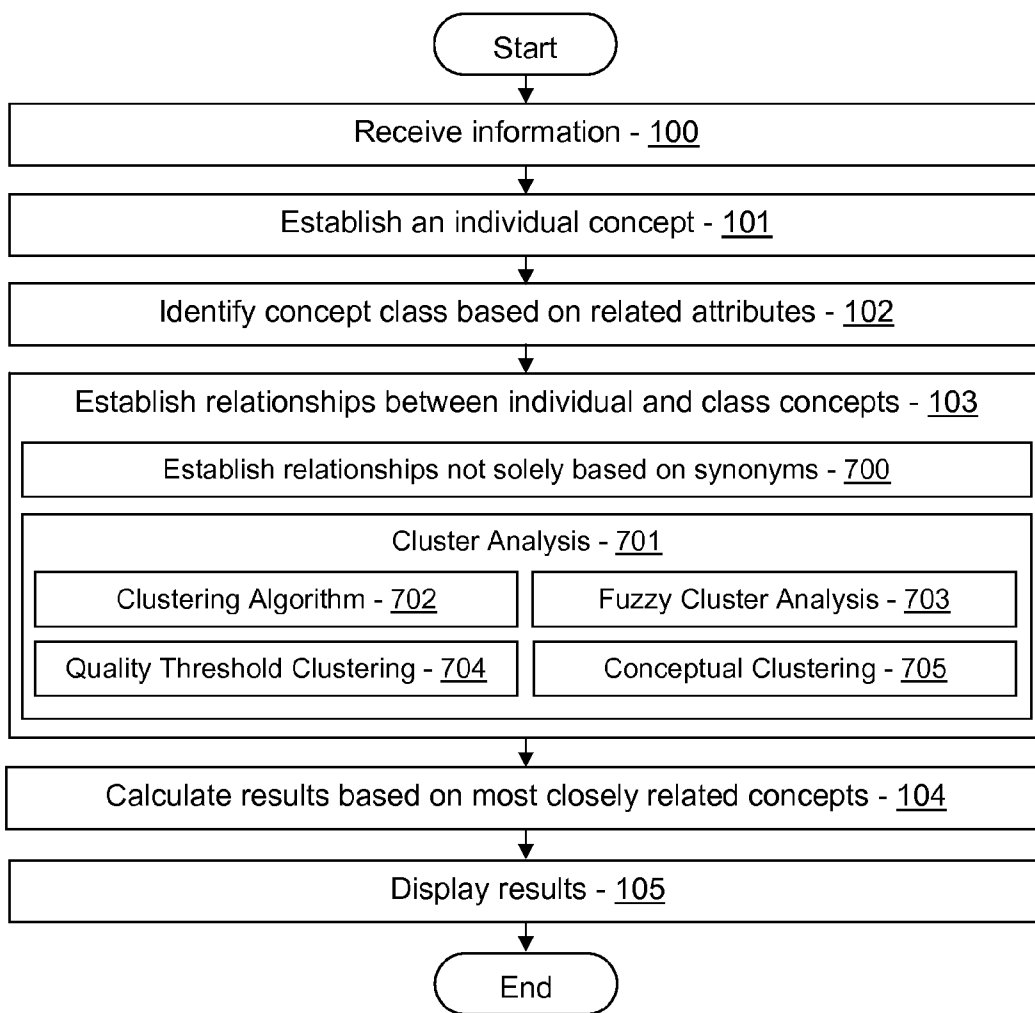 Start
Receive information - 100
Establish an individual concept - 101
Identify concept class based on related attributes - 102
Establish relationships between individual and class concepts - 103
Establish relationships not solely based on synonyms - 700
Cluster Analysis - 701
Clustering Algorithm - 702
Fuzzy Cluster Analysis - 703
Quality Threshold Clustering - 704
Conceptual Clustering - 705
Calculate results based on most closely related concepts - 104
Display results - 105
End